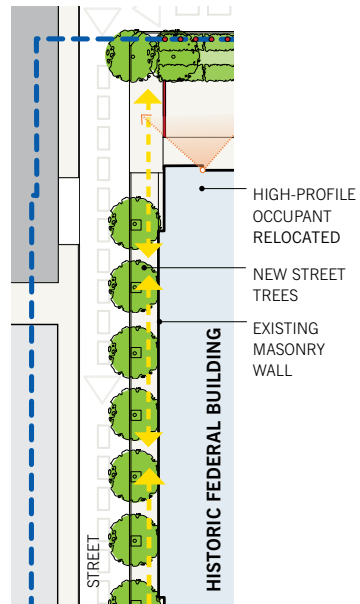 HIGH-PROFILE
OCCUPANT
RELOCATED
NEW STREET
TREES
EXISTING
MASONRY
WALL
HISTORIC FEDERAL BUILDING
STREET